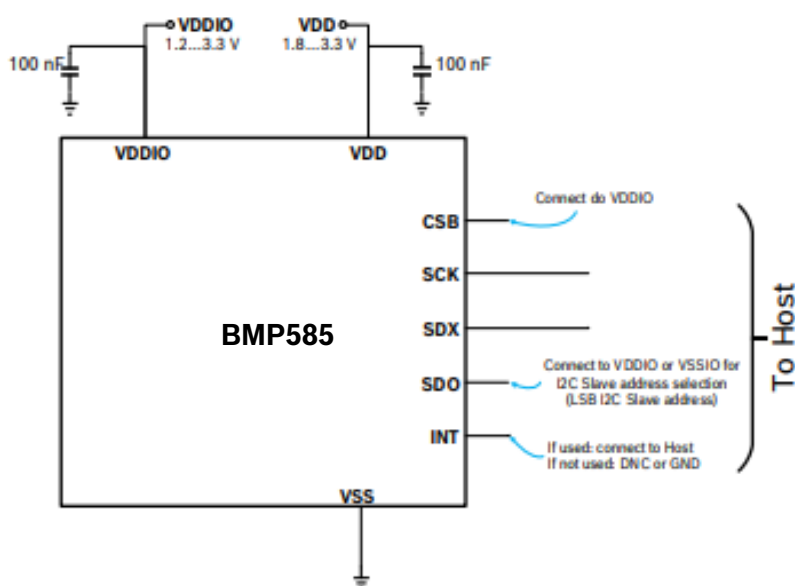 VDDIO
1.2...3.3 V
VDD
1.8...3.3 V
100 nF
100 nF
VDDIO
VDD
CSB
Connect do VDDIO
SCK
BMP585
SDX
SDO
Connect to VDDIO or VSSIO for
I2C Slave address selection
(LSB I2C Slave address)
INT
If used: connect to Host
If not used: DNC or GND
VSS
To Host